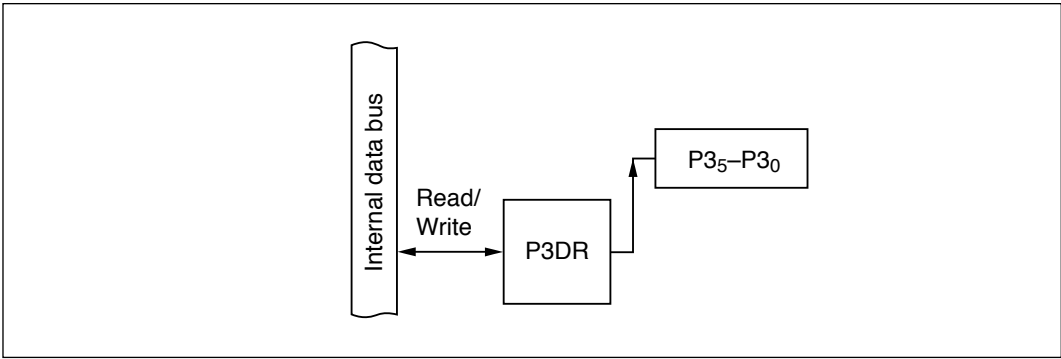 Internal data bus
Read/
Write
P3DR
P3₅–P3₀